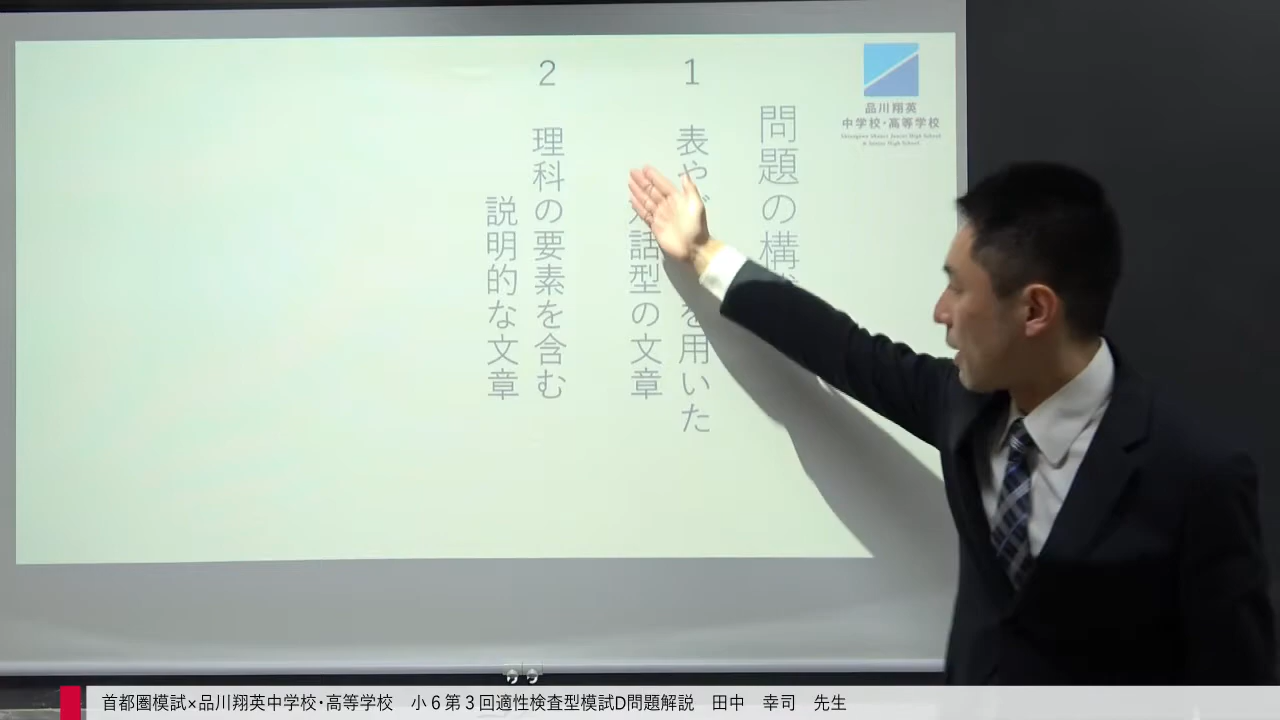 問題の構
1 表や
を用いた
話型の文章
2 理科の要素を含む
説明的な文章
品川翔英
中学校・高等学校
首都圏模試×品川翔英中学校・高等学校 小6第3回適性検査型模試D問題解説 田中 幸司 先生